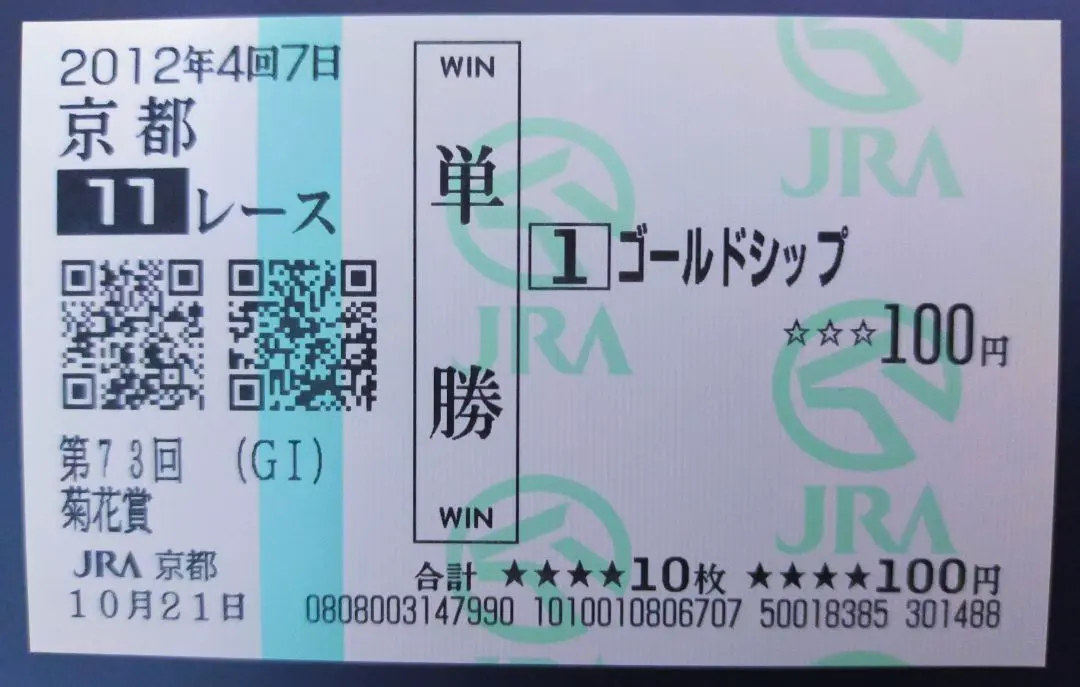 2012年4回7日
京都
11レース
第73回 (GI)
菊花賞
JRA 京都
10月21日
WIN
単勝
WIN
1 ゴールドシップ
☆☆☆100円
合計 ★★★★10枚 ★★★★100円
0808003147990 1010010806707 50018385 301488
JRA
JRA
JRA
JRA